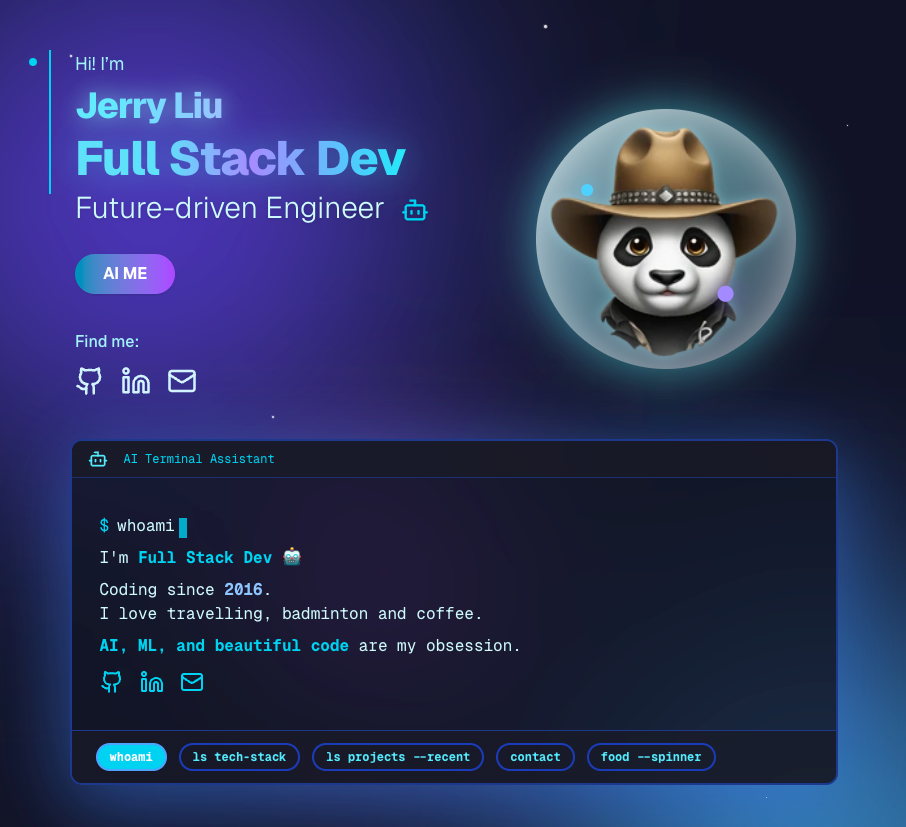 Hi! I'm
Jerry Liu
Full Stack Dev
Future-driven Engineer
AI ME
Find me:
AI Terminal Assistant
$ whoami
I'm Full Stack Dev 🤖
Coding since 2016.
I love travelling, badminton and coffee.
AI, ML, and beautiful code are my obsession.
whoami
ls tech-stack
ls projects --recent
contact
food --spinner